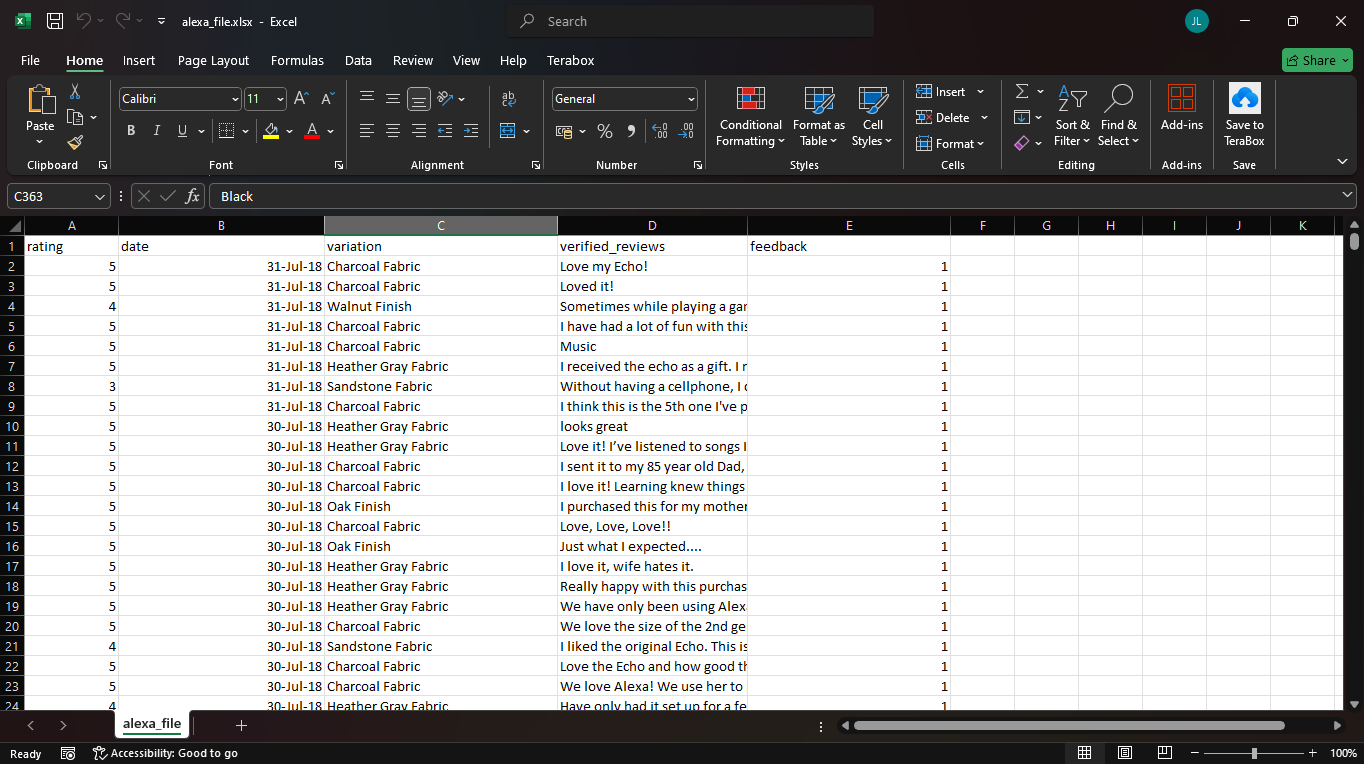 alexa_file.xlsx - Excel
Search
JL
File Home Insert Page Layout Formulas Data Review View Help Terabox
Share
Paste
Clipboard
Calibri 11
B I U
Font
ab
Alignment
General
% 9
Number
Conditional Formatting
Format as Table
Cell Styles
Styles
Insert
Delete
Format
Cells
Sort & Filter
Find & Select
Editing
Add-ins
Add-ins
Save to TeraBox
Save
C363 fx Black
A B C D E F G H I J K
1 rating date variation verified_reviews feedback
2 5 31-Jul-18 Charcoal Fabric Love my Echo! 1
3 5 31-Jul-18 Charcoal Fabric Loved it! 1
4 4 31-Jul-18 Walnut Finish Sometimes while playing a gar 1
5 5 31-Jul-18 Charcoal Fabric I have had a lot of fun with this 1
6 5 31-Jul-18 Charcoal Fabric Music 1
7 5 31-Jul-18 Heather Gray Fabric I received the echo as a gift. I r 1
8 3 31-Jul-18 Sandstone Fabric Without having a cellphone, I c 1
9 5 31-Jul-18 Charcoal Fabric I think this is the 5th one I've p 1
10 5 30-Jul-18 Heather Gray Fabric looks great 1
11 5 30-Jul-18 Heather Gray Fabric Love it! I’ve listened to songs I 1
12 5 30-Jul-18 Charcoal Fabric I sent it to my 85 year old Dad, 1
13 5 30-Jul-18 Charcoal Fabric I love it! Learning knew things 1
14 5 30-Jul-18 Oak Finish I purchased this for my mother 1
15 5 30-Jul-18 Charcoal Fabric Love, Love, Love!! 1
16 5 30-Jul-18 Oak Finish Just what I expected.... 1
17 5 30-Jul-18 Heather Gray Fabric I love it, wife hates it. 1
18 5 30-Jul-18 Heather Gray Fabric Really happy with this purchas 1
19 5 30-Jul-18 Heather Gray Fabric We have only been using Alex 1
20 5 30-Jul-18 Charcoal Fabric We love the size of the 2nd ge 1
21 4 30-Jul-18 Sandstone Fabric I liked the original Echo. This is 1
22 5 30-Jul-18 Charcoal Fabric Love the Echo and how good th 1
23 5 30-Jul-18 Charcoal Fabric We love Alexa! We use her to 1
24 4 30-Jul-18 Heather Gray Fabric Have only had it set up for a fe 1
alexa_file
Ready Accessibility: Good to go 100%